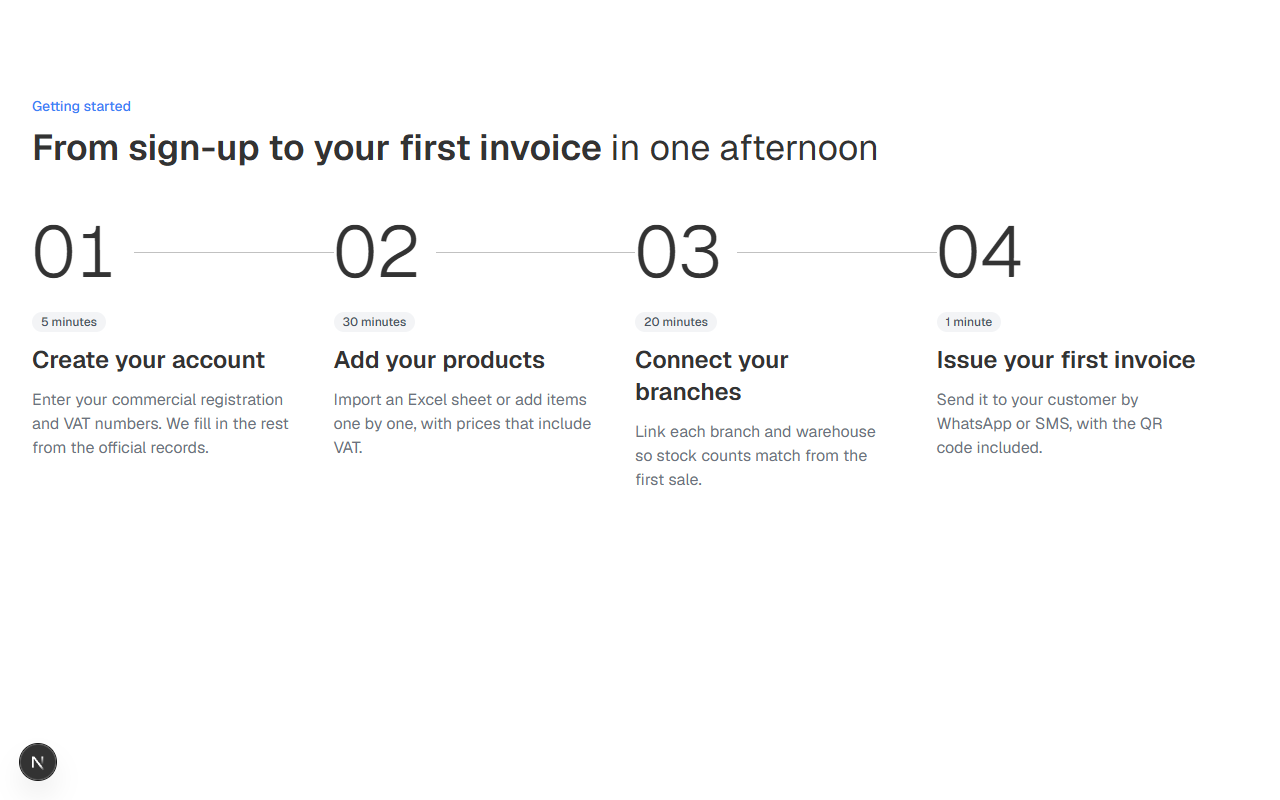 Getting started
From sign-up to your first invoice in one afternoon
01
5 minutes
Create your account
Enter your commercial registration
and VAT numbers. We fill in the rest
from the official records.
02
30 minutes
Add your products
Import an Excel sheet or add items
one by one, with prices that include
VAT.
03
20 minutes
Connect your
branches
Link each branch and warehouse
so stock counts match from the
first sale.
04
1 minute
Issue your first invoice
Send it to your customer by
WhatsApp or SMS, with the QR
code included.
N